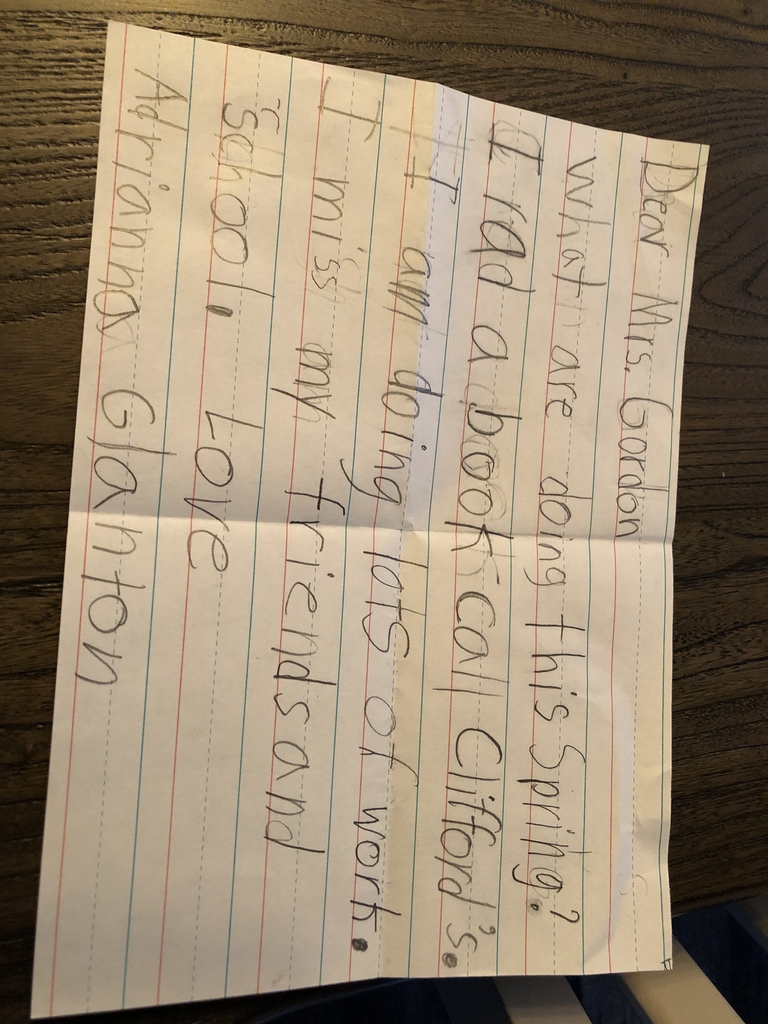 Dear Mrs. Gordon
what are doing this Spring?
I rad a book call Clifford's.
I am doing lots of work.
I miss my friends and
school. Love
Adrianna Glanton